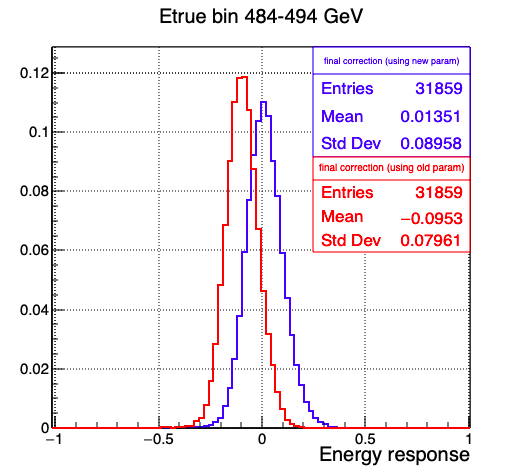 Etrue bin 484-494 GeV
final correction (using new param)
Entries 31859
Mean 0.01351
Std Dev 0.08958
final correction (using old param)
Entries 31859
Mean −0.0953
Std Dev 0.07961
0.12
0.1
0.08
0.06
0.04
0.02
0
−1 −0.5 0 0.5 1
Energy response